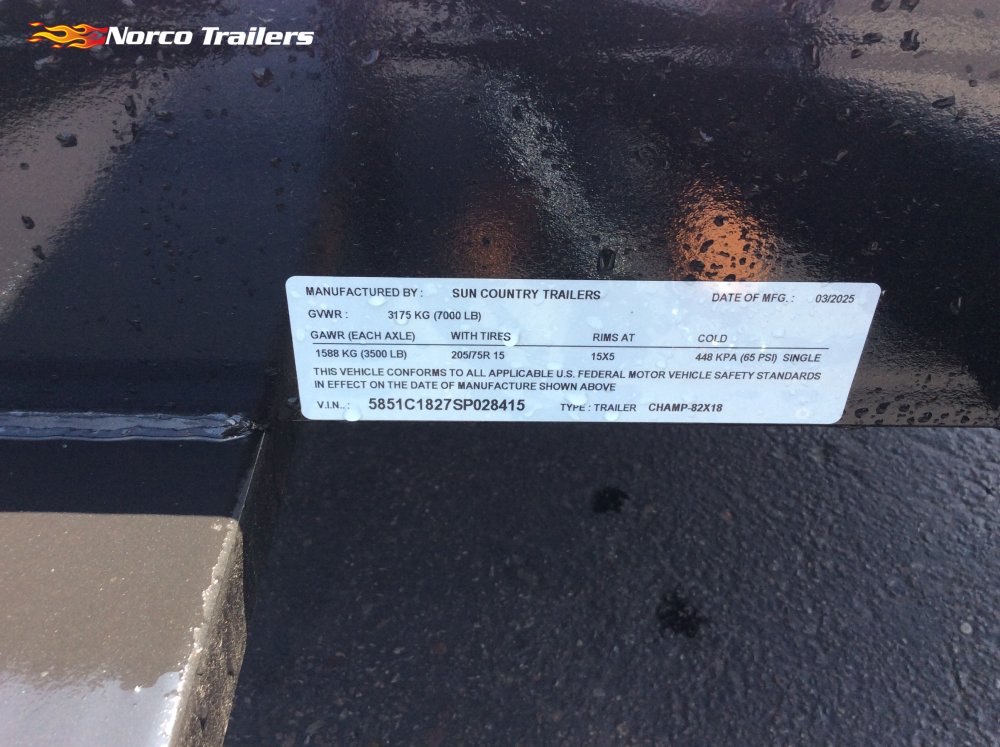 Norco Trailers
MANUFACTURED BY : SUN COUNTRY TRAILERS DATE OF MFG. : 03/2025
GVWR : 3175 KG (7000 LB)
GAWR (EACH AXLE) WITH TIRES RIMS AT COLD
1588 KG (3500 LB) 205/75R 15 15X5 448 KPA (65 PSI) SINGLE
THIS VEHICLE CONFORMS TO ALL APPLICABLE U.S. FEDERAL MOTOR VEHICLE SAFETY STANDARDS
IN EFFECT ON THE DATE OF MANUFACTURE SHOWN ABOVE
V.I.N.. : 5851C1827SP028415 TYPE : TRAILER CHAMP-82X18